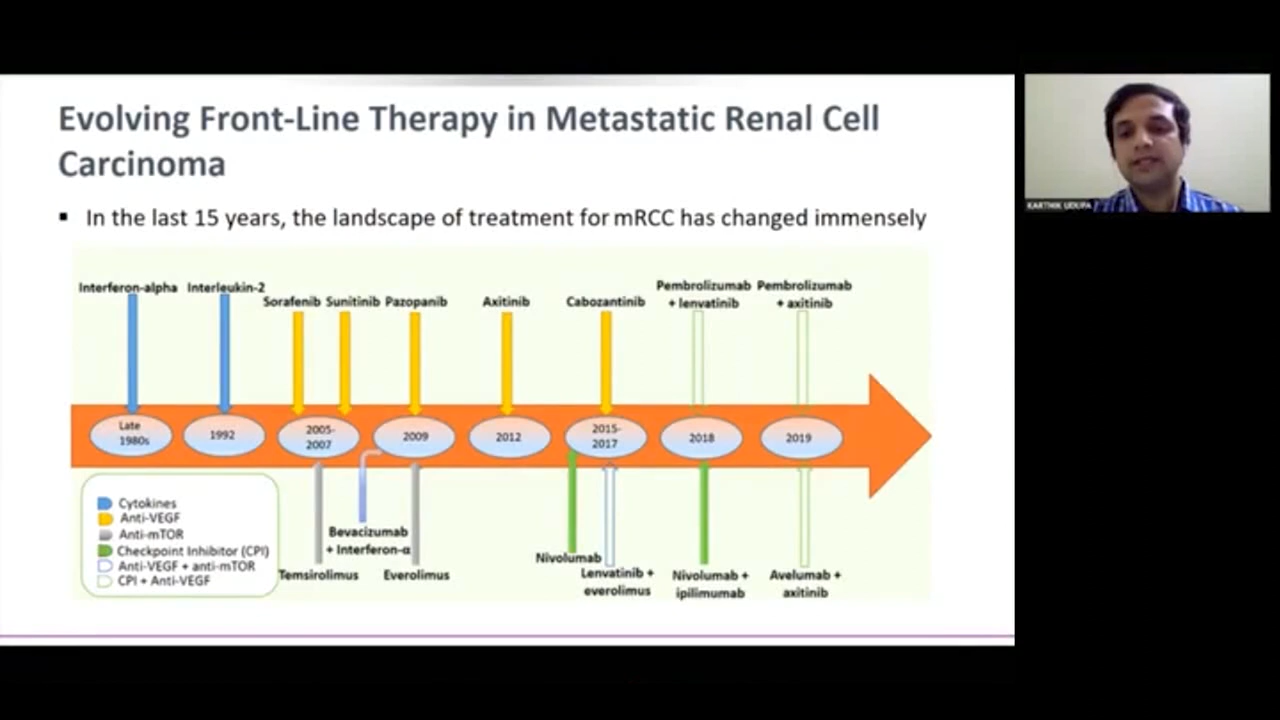 Evolving Front-Line Therapy in Metastatic Renal Cell
Carcinoma
▪ In the last 15 years, the landscape of treatment for mRCC has changed immensely
Interferon-alpha
Interleukin-2
Sorafenib
Sunitinib
Pazopanib
Axitinib
Cabozantinib
Pembrolizumab
+ lenvatinib
Pembrolizumab
+ axitinib
Late
1980s
1992
2005-
2007
2009
2012
2015-
2017
2018
2019
Cytokines
Anti-VEGF
Anti-mTOR
Checkpoint Inhibitor (CPI)
Anti-VEGF + anti-mTOR
CPI + Anti-VEGF
Temsirolimus
Bevacizumab
+ Interferon-α
Everolimus
Nivolumab
Lenvatinib +
everolimus
Nivolumab +
ipilimumab
Avelumab +
axitinib
KARTHIK UDUPA